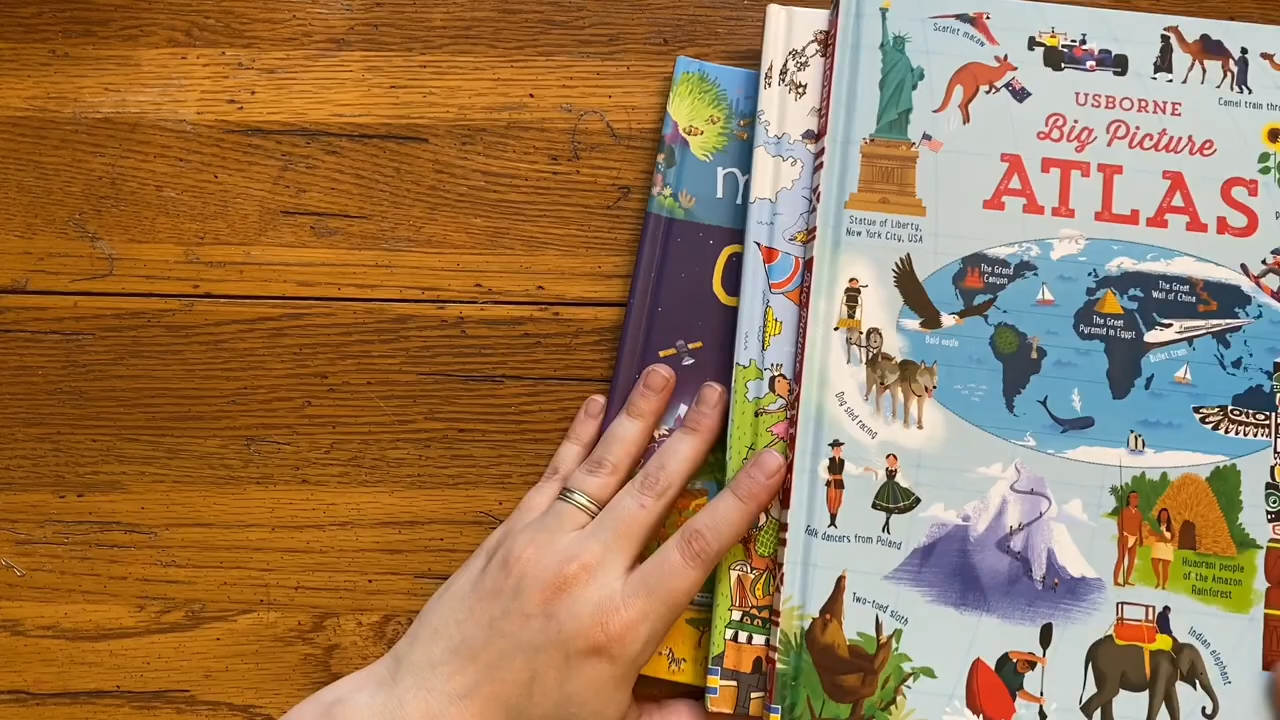 Scarlet macaw
Camel train thr
USBORNE
Big Picture
ATLAS
Statue of Liberty,
New York City, USA
The Grand
Canyon
The Great
Wall of China
The Great
Pyramid in Egypt
Bald eagle
Bullet train
Dog sled racing
Folk dancers from Poland
Huaorani people
of the Amazon
Rainforest
Two-toed sloth
Indian elephant
m
Big Picture